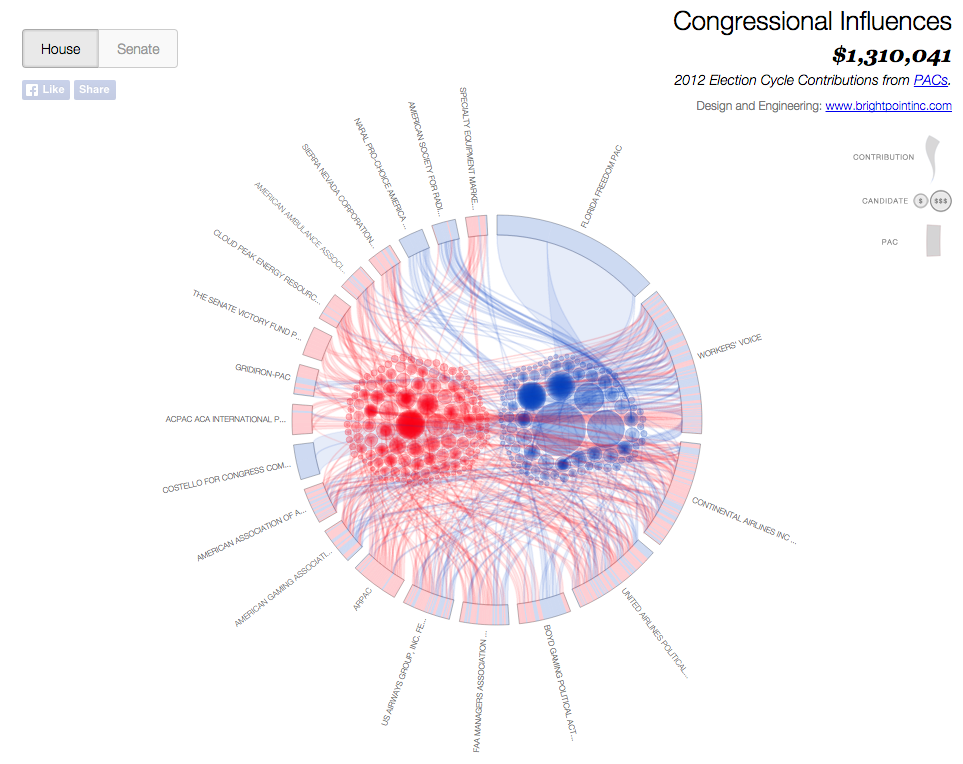 Congressional Influences
$1,310,041
2012 Election Cycle Contributions from PACs.
Design and Engineering: www.brightpointinc.com
House
Senate
Like
Share
CONTRIBUTION
CANDIDATE
$
$$$
PAC
FLORIDA FREEDOM PAC
WORKERS' VOICE
CONTINENTAL AIRLINES INC ...
UNITED AIRLINES POLITICAL...
BOYD GAMING POLITICAL ACT...
FAA MANAGERS ASSOCIATION ...
US AIRWAYS GROUP, INC. FE...
ARPAC
AMERICAN GAMING ASSOCIATI...
AMERICAN ASSOCIATION OF A...
COSTELLO FOR CONGRESS COM...
ACPAC ACA INTERNATIONAL P...
GRIDIRON-PAC
THE SENATE VICTORY FUND P...
CLOUD PEAK ENERGY RESOURC...
AMERICAN AMBULANCE ASSOCI...
SIERRA NEVADA CORPORATION...
NARAL PRO-CHOICE AMERICA ...
AMERICAN SOCIETY FOR RADI...
SPECIALTY EQUIPMENT MARKE...